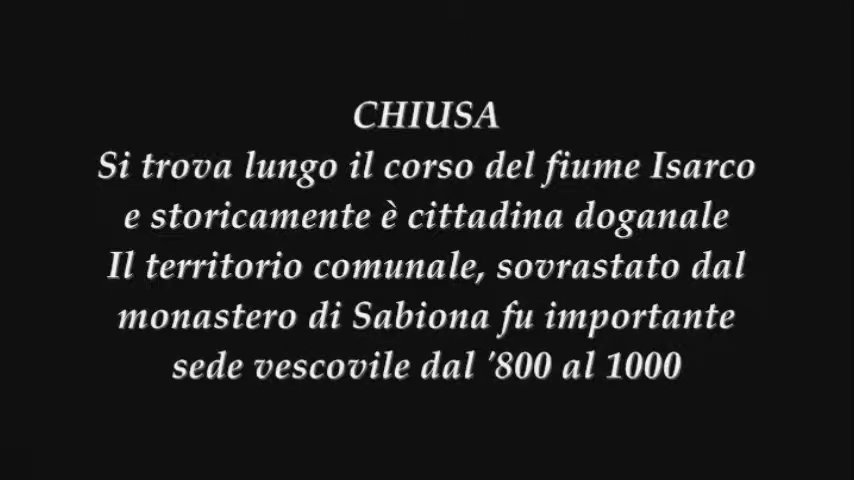 CHIUSA
Si trova lungo il corso del fiume Isarco
e storicamente è cittadina doganale
Il territorio comunale, sovrastato dal
monastero di Sabiona fu importante
sede vescovile dal '800 al 1000